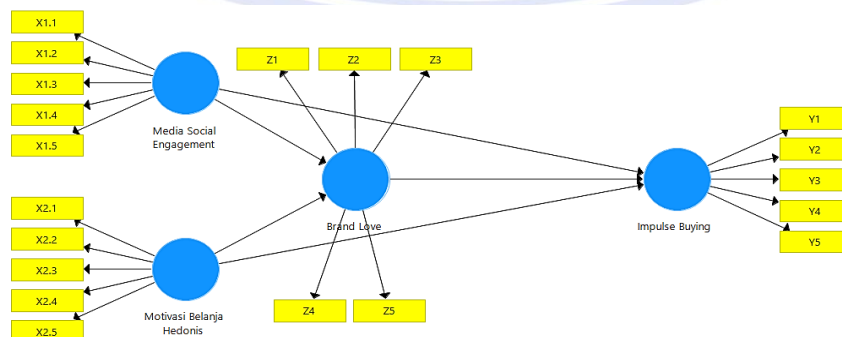 X1.1
X1.2
X1.3
X1.4
X1.5
Media Social
Engagement
Z1
Z2
Z3
Brand Love
Z4
Z5
X2.1
X2.2
X2.3
X2.4
X2.5
Motivasi Belanja
Hedonis
Impulse Buying
Y1
Y2
Y3
Y4
Y5